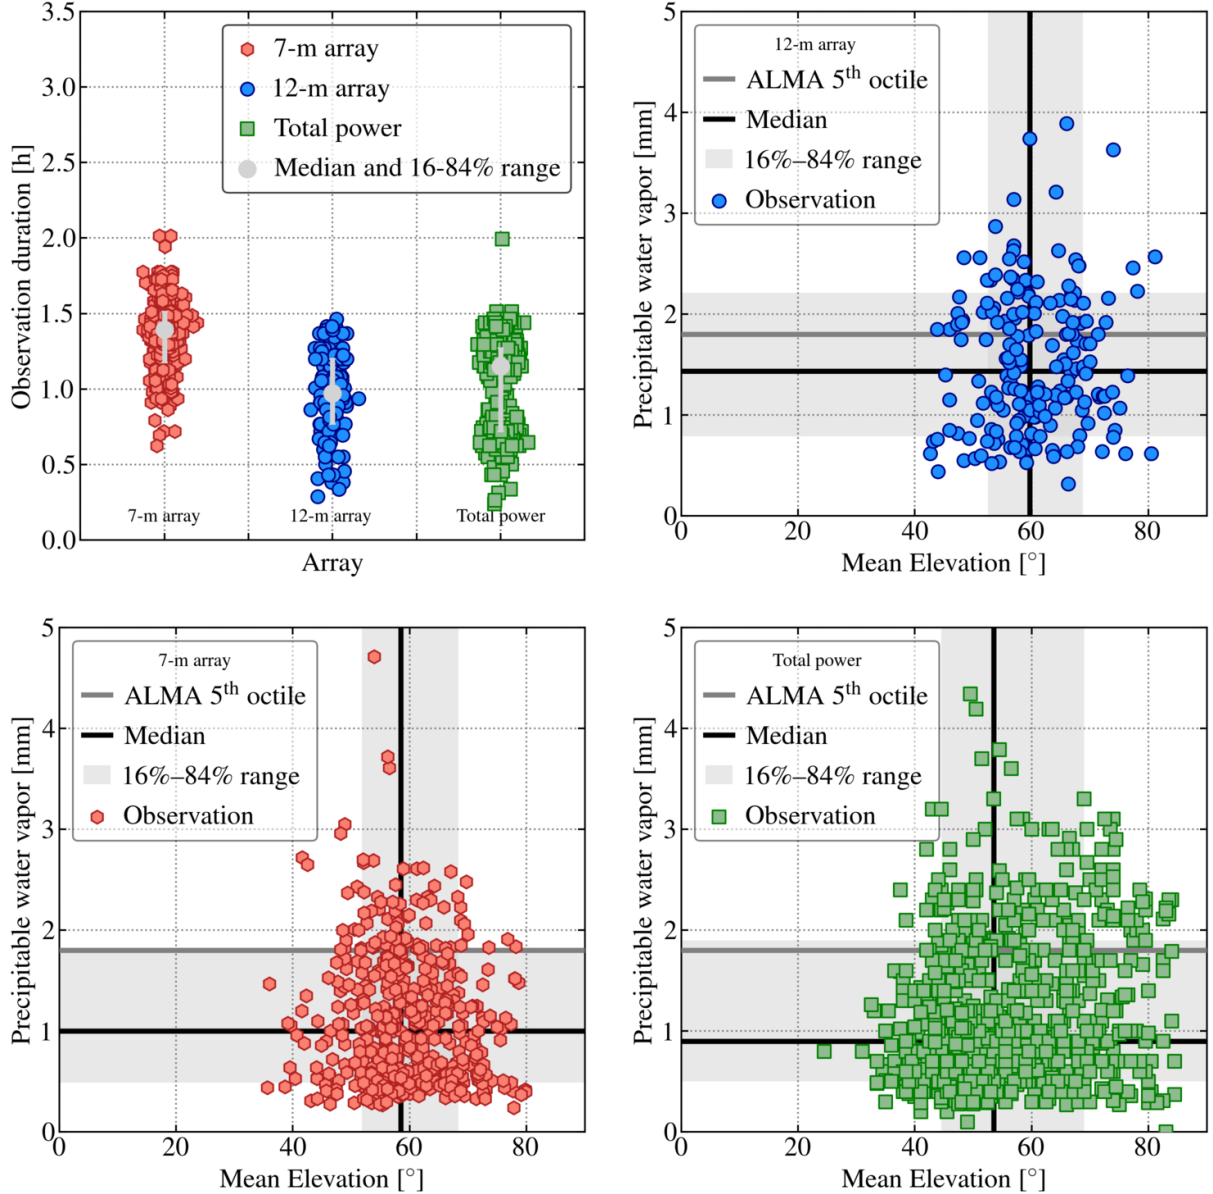 3.5
3.0
2.5
2.0
1.5
1.0
0.5
0.0
Observation duration [h]
7-m array
12-m array
Total power
Median and 16-84% range
7-m array
12-m array
Total power
Array
5
4
3
2
1
0
Precipitable water vapor [mm]
12-m array
ALMA 5th octile
Median
16%–84% range
Observation
0
20
40
60
80
Mean Elevation [°]
5
4
3
2
1
0
Precipitable water vapor [mm]
7-m array
ALMA 5th octile
Median
16%–84% range
Observation
0
20
40
60
80
Mean Elevation [°]
5
4
3
2
1
0
Precipitable water vapor [mm]
Total power
ALMA 5th octile
Median
16%–84% range
Observation
0
20
40
60
80
Mean Elevation [°]